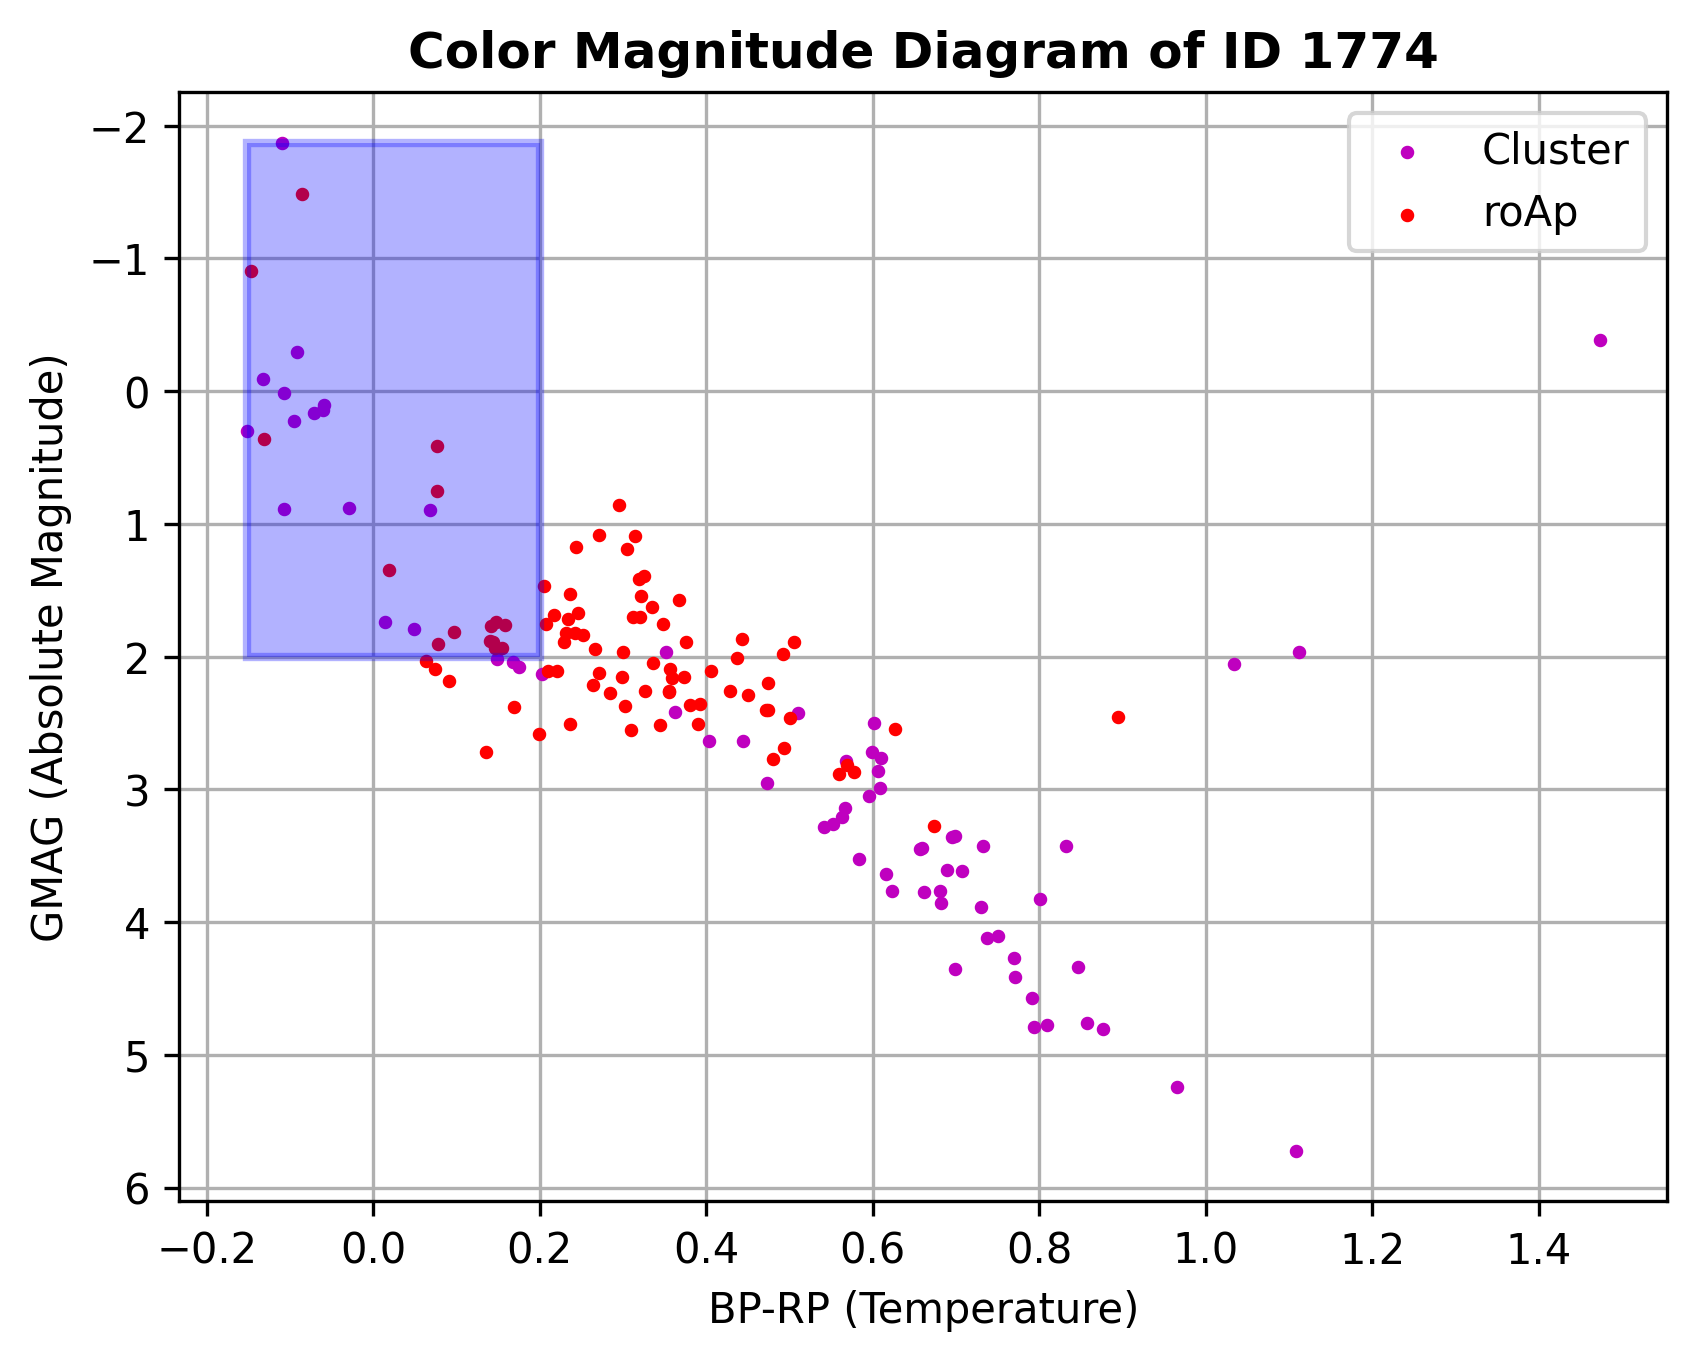 Color Magnitude Diagram of ID 1774
Cluster
roAp
GMAG (Absolute Magnitude)
−2
−1
0
1
2
3
4
5
6
−0.2 0.0 0.2 0.4 0.6 0.8 1.0 1.2 1.4
BP-RP (Temperature)